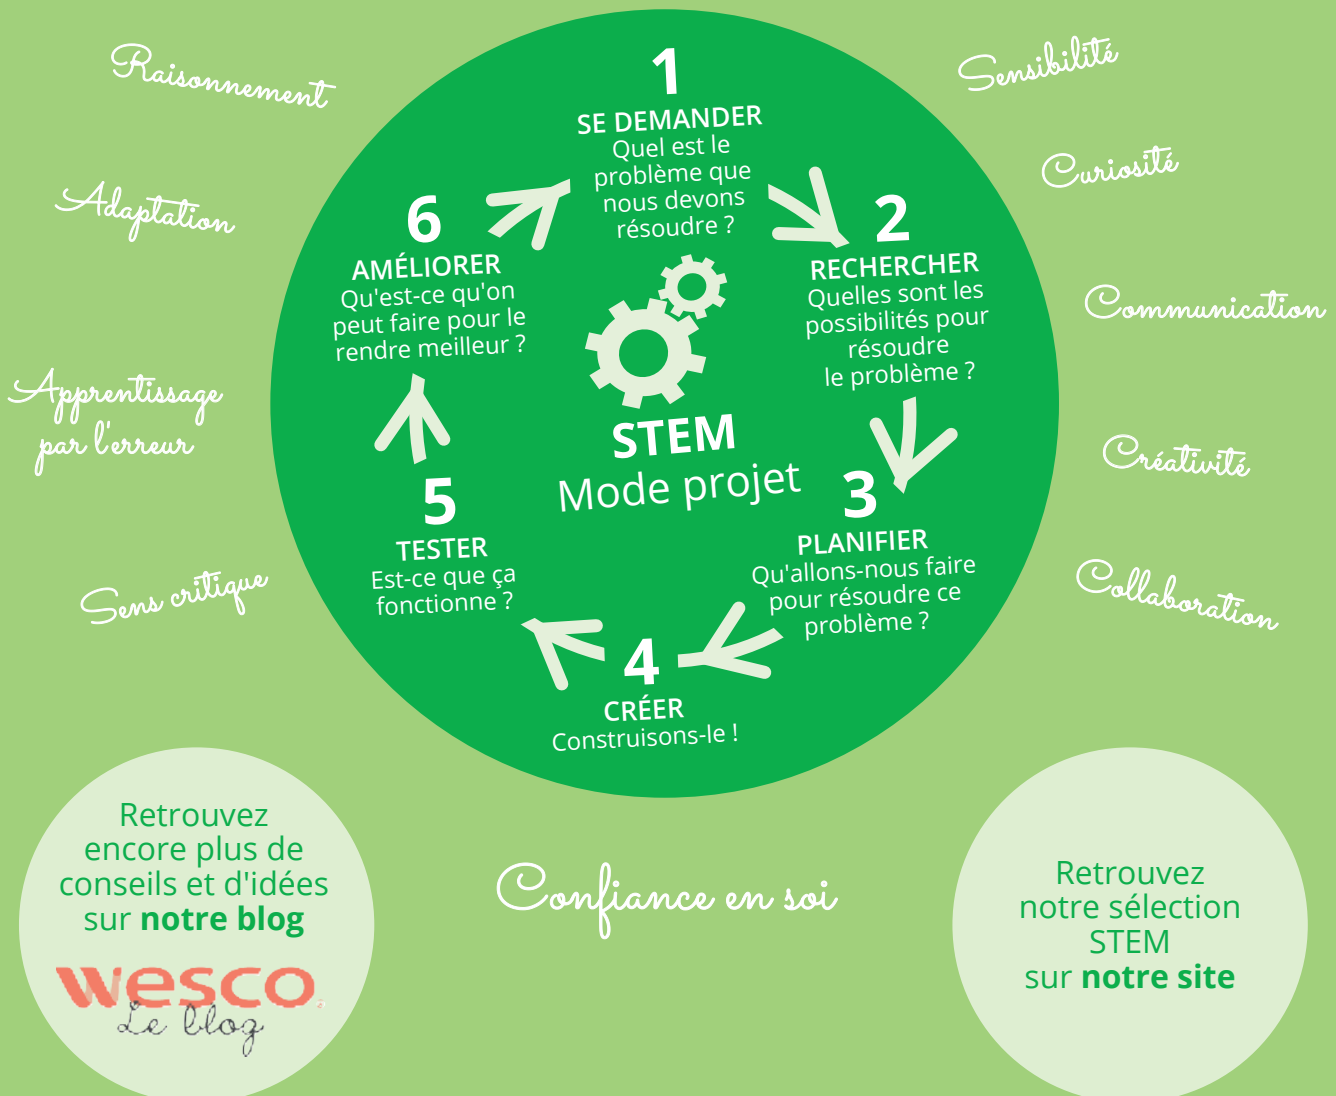 Raisonnement
Adaptation
Apprentissage
par l'erreur
Sens critique
Sensibilité
Curiosité
Communication
Créativité
Collaboration
1
SE DEMANDER
Quel est le
problème que
nous devons
résoudre ?
2
RECHERCHER
Quelles sont les
possibilités pour
résoudre
le problème ?
3
PLANIFIER
Qu'allons-nous faire
pour résoudre ce
problème ?
4
CRÉER
Construisons-le !
5
TESTER
Est-ce que ça
fonctionne ?
6
AMÉLIORER
Qu'est-ce qu'on
peut faire pour le
rendre meilleur ?
STEM
Mode projet
Confiance en soi
Retrouvez
encore plus de
conseils et d'idées
sur notre blog
wesco
Le blog
Retrouvez
notre sélection
STEM
sur notre site